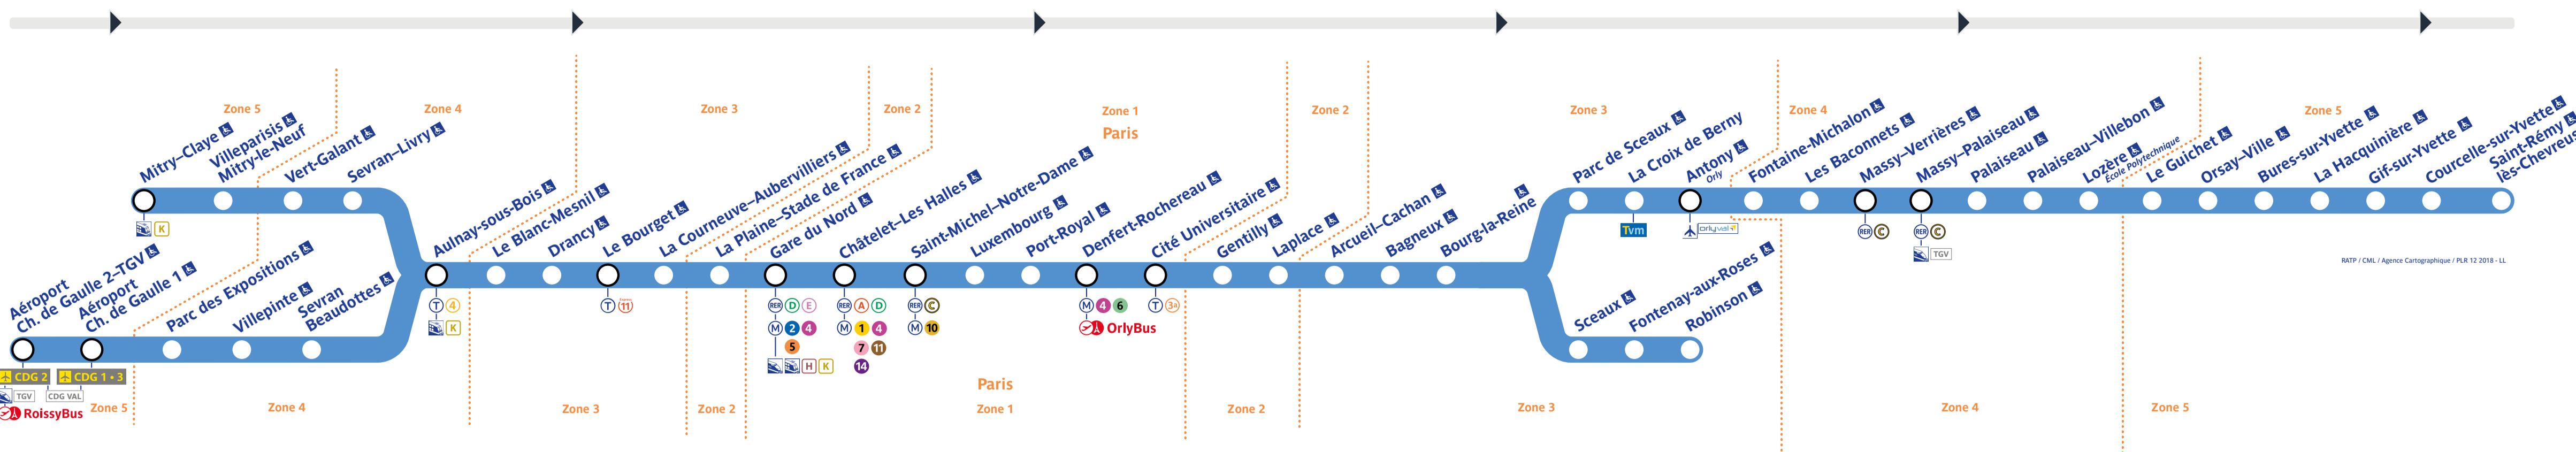 Zone 5
Zone 4
Zone 3
Zone 2
Zone 1
Paris
Zone 2
Zone 3
Zone 4
Zone 5
Mitry–Claye
Villeparisis
Mitry-le-Neuf
Vert-Galant
Sevran–Livry
K
Aéroport
Ch. de Gaulle 2–TGV
Aéroport
Ch. de Gaulle 1
Parc des Expositions
Villepinte
Sevran
Beaudottes
CDG 2
CDG 1 • 3
TGV
CDG VAL
RoissyBus
Aulnay-sous-Bois
T 4
K
Le Blanc-Mesnil
Drancy
Le Bourget
T 11
La Courneuve–Aubervilliers
La Plaine–Stade de France
Gare du Nord
RER D E
M 2 4
5
H K
Châtelet–Les Halles
RER A D
M 1 4
7 11
14
Saint-Michel–Notre-Dame
RER C
M 10
Luxembourg
Port-Royal
Denfert-Rochereau
M 4 6
OrlyBus
Cité Universitaire
T 3a
Gentilly
Laplace
Arcueil–Cachan
Bagneux
Bourg-la-Reine
Parc de Sceaux
La Croix de Berny
Tvm
Antony
Orly
orlyval
Fontaine-Michalon
Les Baconnets
Massy–Verrières
RER C
Massy–Palaiseau
RER C
TGV
Palaiseau
Palaiseau–Villebon
Lozère
École Polytechnique
Le Guichet
Orsay–Ville
Bures-sur-Yvette
La Hacquinière
Gif-sur-Yvette
Courcelle-sur-Yvette
Saint-Rémy
lès-Chevreus
Sceaux
Fontenay-aux-Roses
Robinson
RATP / CML / Agence Cartographique / PLR 12 2018 - LL
Zone 5
Zone 4
Zone 3
Zone 2
Paris
Zone 1
Zone 2
Zone 3
Zone 4
Zone 5